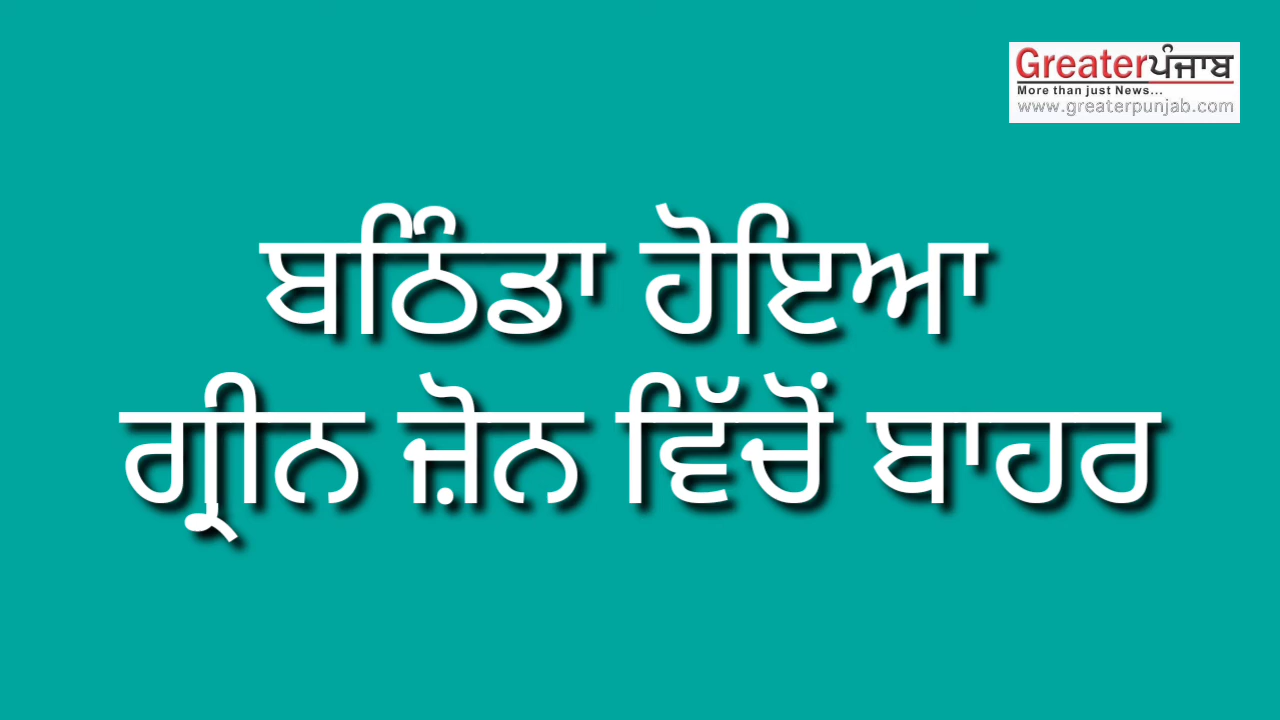 Greaterਪੰਜਾਬ
More than just News...
www.greaterpunjab.com
ਬਠਿੰਡਾ ਹੋਇਆ
ਗ੍ਰੀਨ ਜ਼ੋਨ ਵਿੱਚੋਂ ਬਾਹਰ